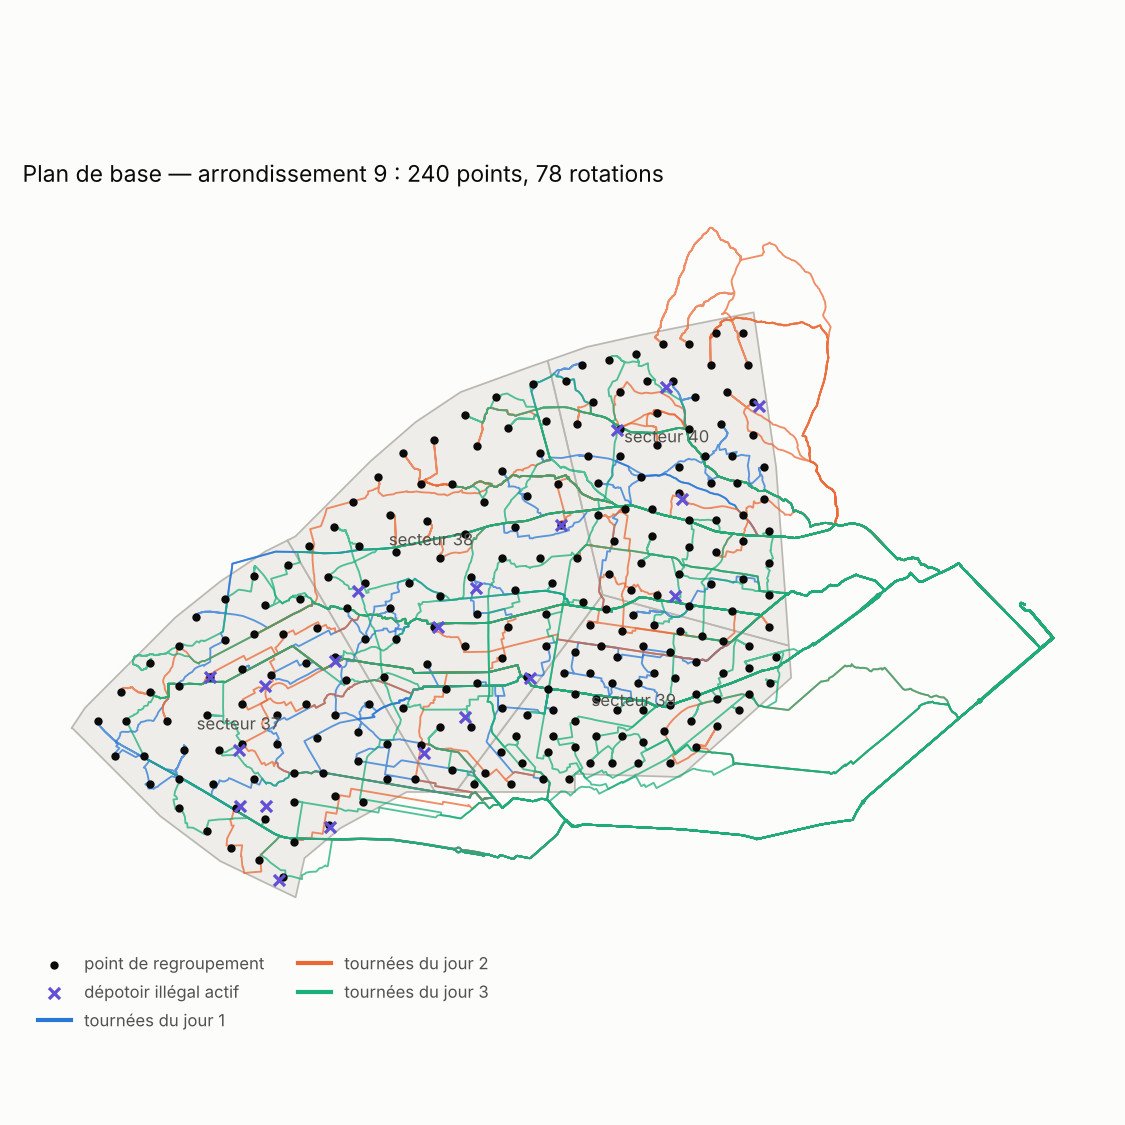 Plan de base — arrondissement 9 : 240 points, 78 rotations
secteur 40
secteur 38
secteur 39
secteur 37
point de regroupement
dépotoir illégal actif
tournées du jour 1
tournées du jour 2
tournées du jour 3